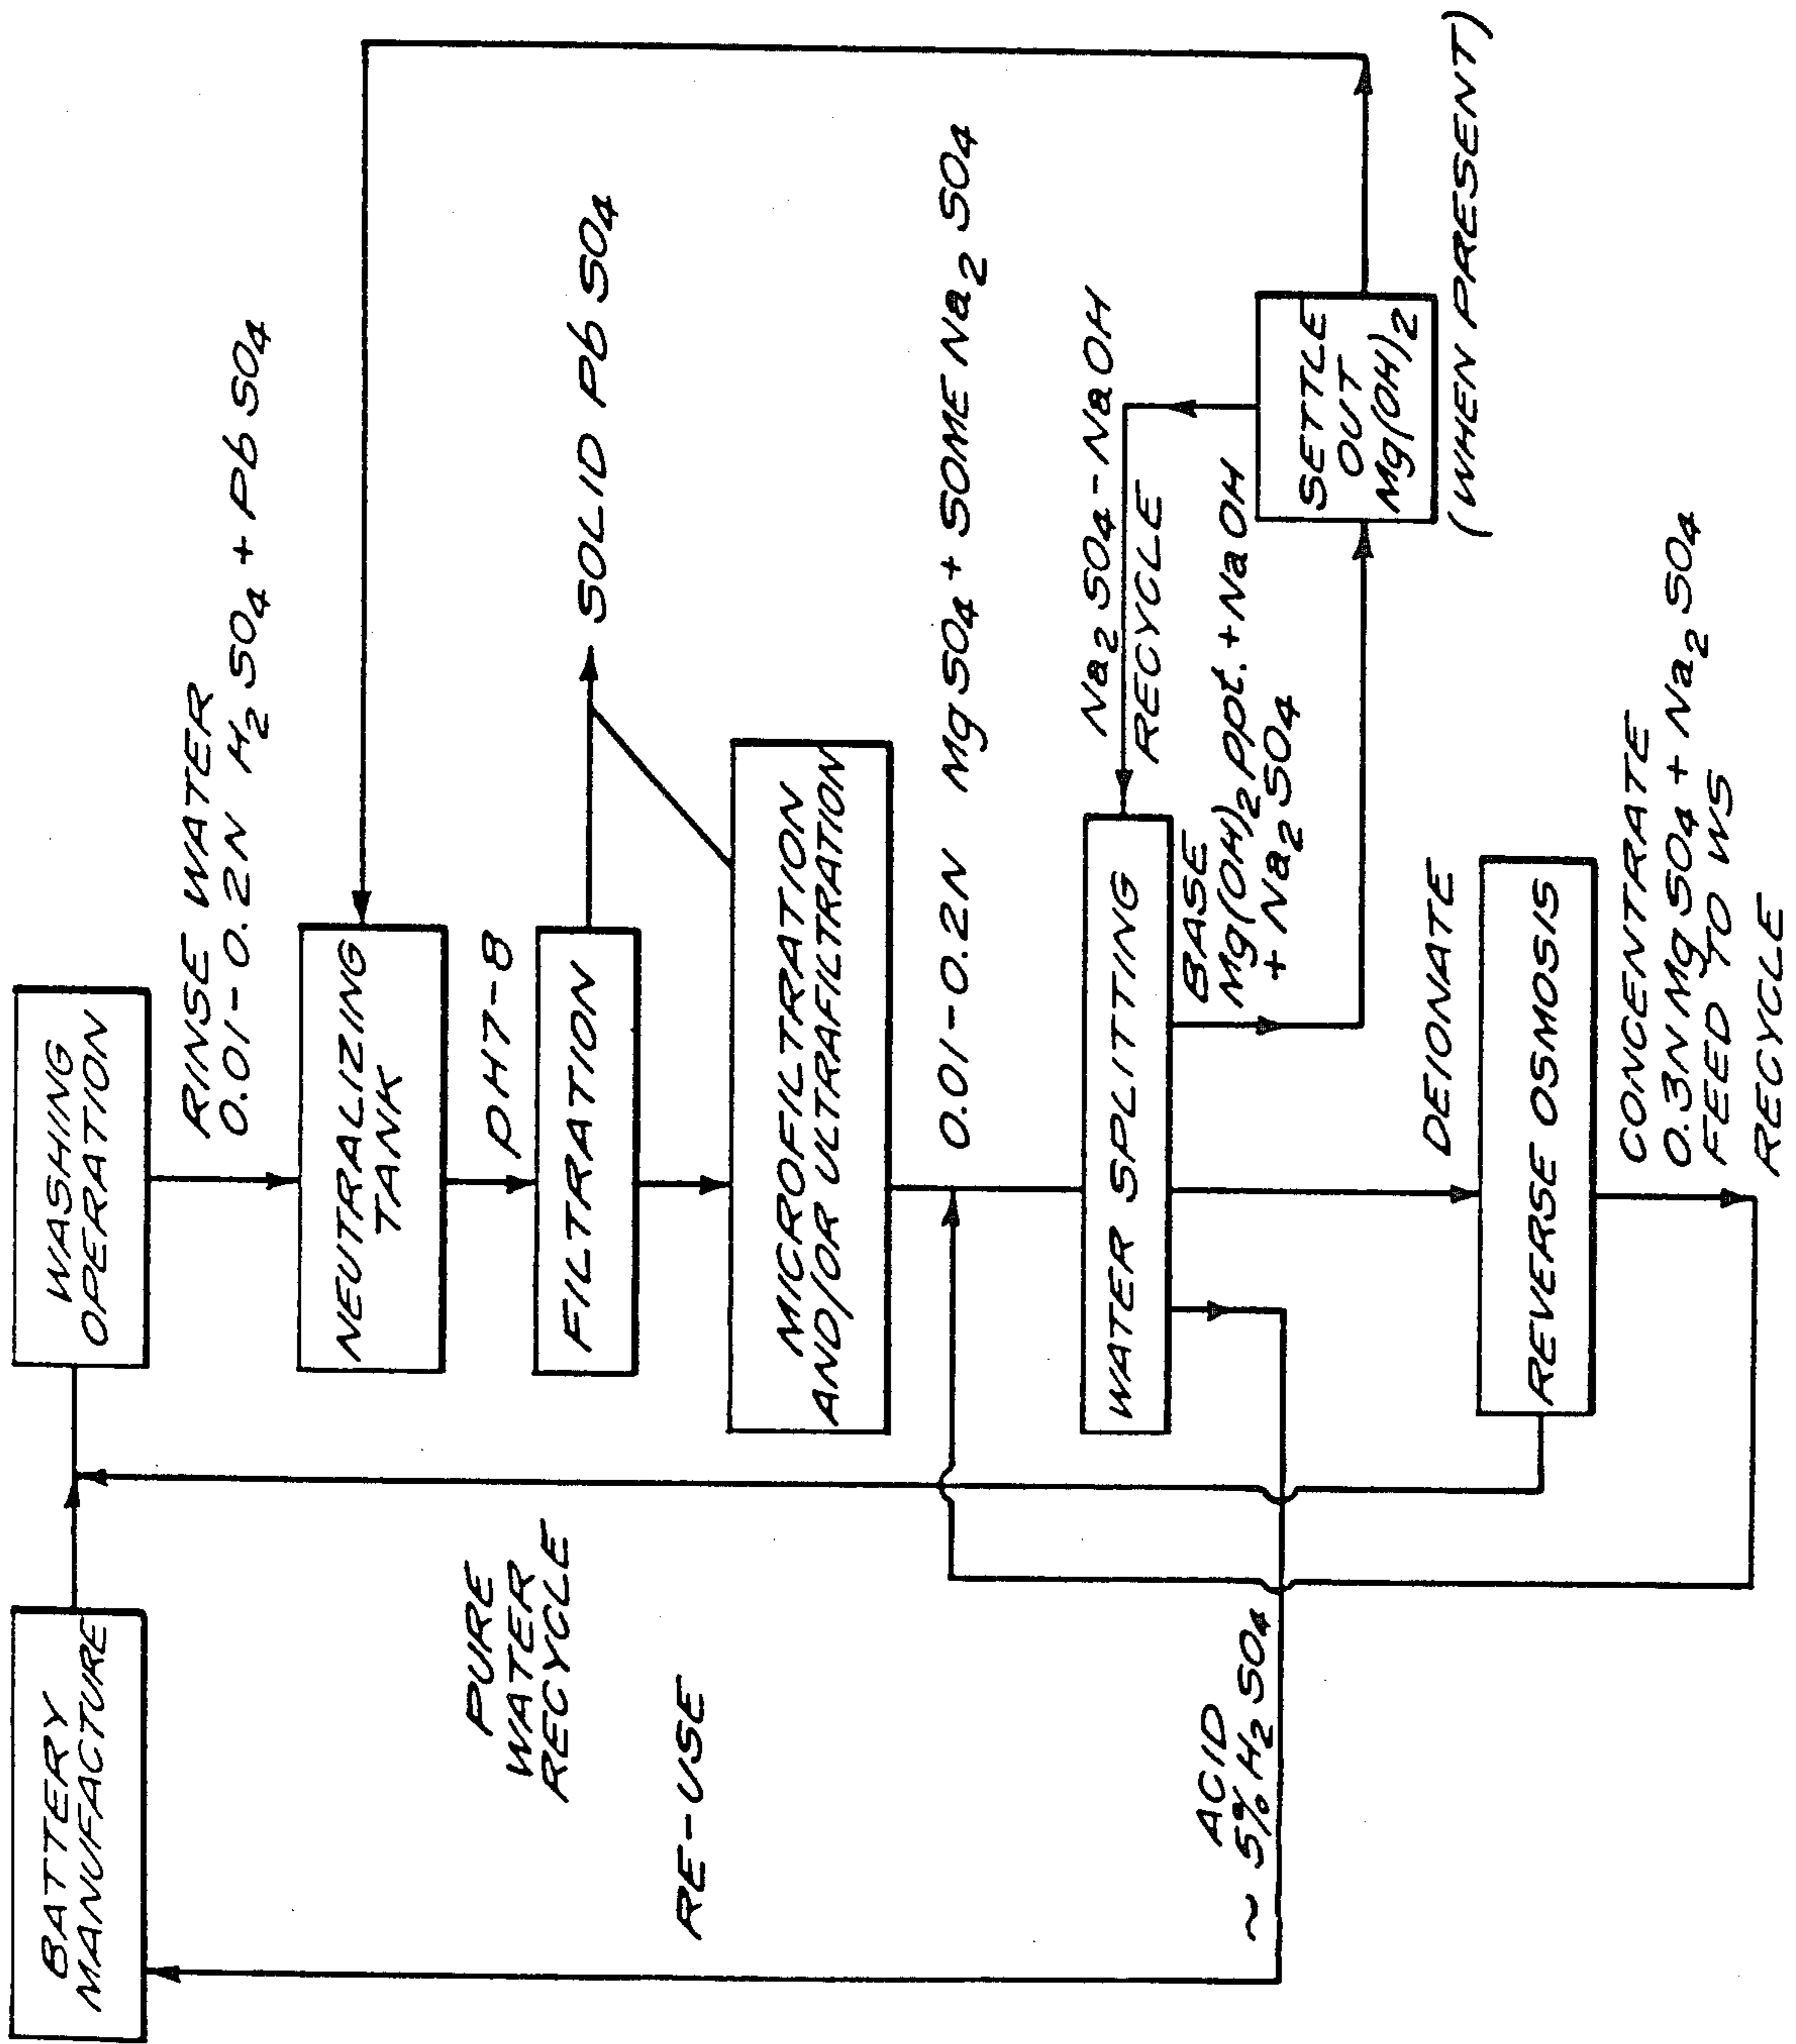 BATTERY
MANUFACTURE
WASHING
OPERATION
RINSE WATER
0.01-0.2N H2SO4 + PbSO4
NEUTRALIZING
TANK
PURE
WATER
RECYCLE
pH7-8
FILTRATION
SOLID PbSO4
RE-USE
MICROFILTRATION
AND/OR ULTRAFILTRATION
0.01-0.2N MgSO4 + SOME Na2SO4
WATER SPLITTING
Na2SO4-NaOH
RECYCLE
BASE
Mg(OH)2 ppt. + NaOH
+ Na2SO4
ACID
~ 5% H2SO4
SETTLE
OUT
Mg(OH)2
(WHEN PRESENT)
DEIONATE
REVERSE OSMOSIS
CONCENTRATE
0.3N MgSO4 + Na2SO4
FEED TO WS
RECYCLE